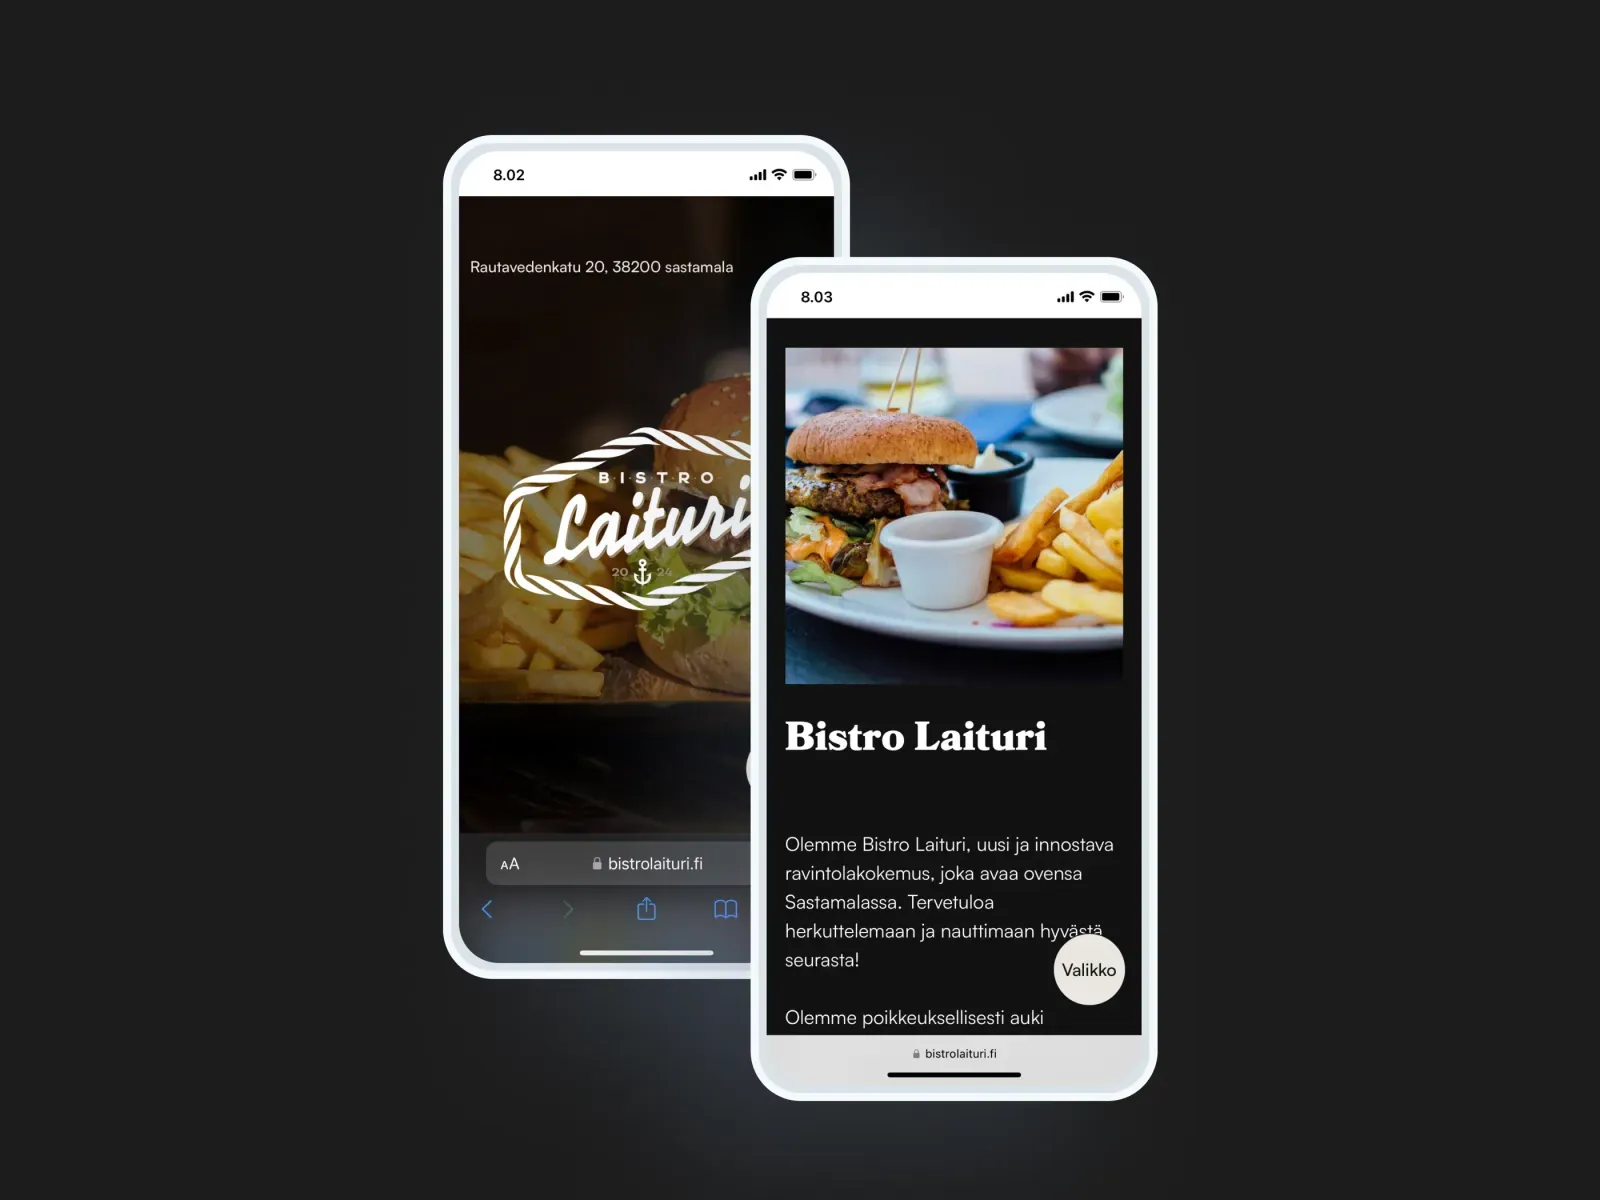 8.02
Rautavedenkatu 20, 38200 sastamala
BISTRO
Laituri
20 24
AA
bistrolaituri.fi
8.03
Bistro Laituri
Olemme Bistro Laituri, uusi ja innostava
ravintolakokemus, joka avaa ovensa
Sastamalassa. Tervetuloa
herkuttelemaan ja nauttimaan hyvästä
seurasta!
Valikko
Olemme poikkeuksellisesti auki
bistrolaituri.fi